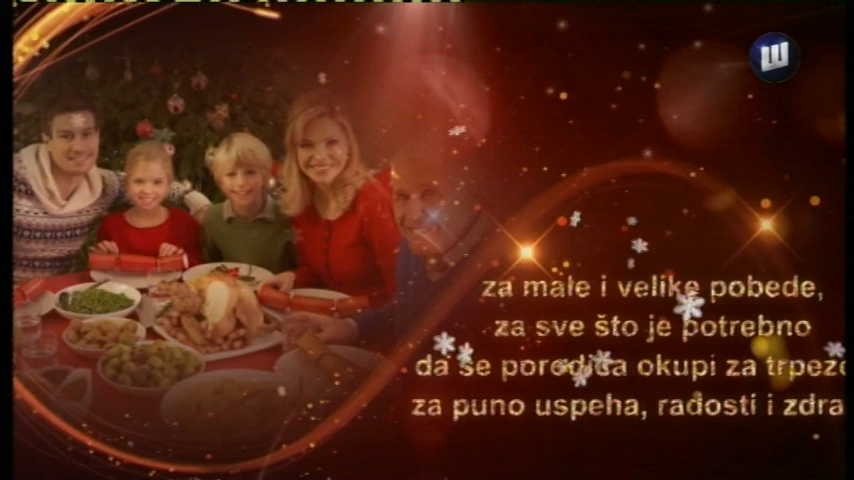 Ш
za male i velike pobede,
za sve što je potrebno
da se porodica okupi za trpezo
za puno uspeha, radosti i zdra